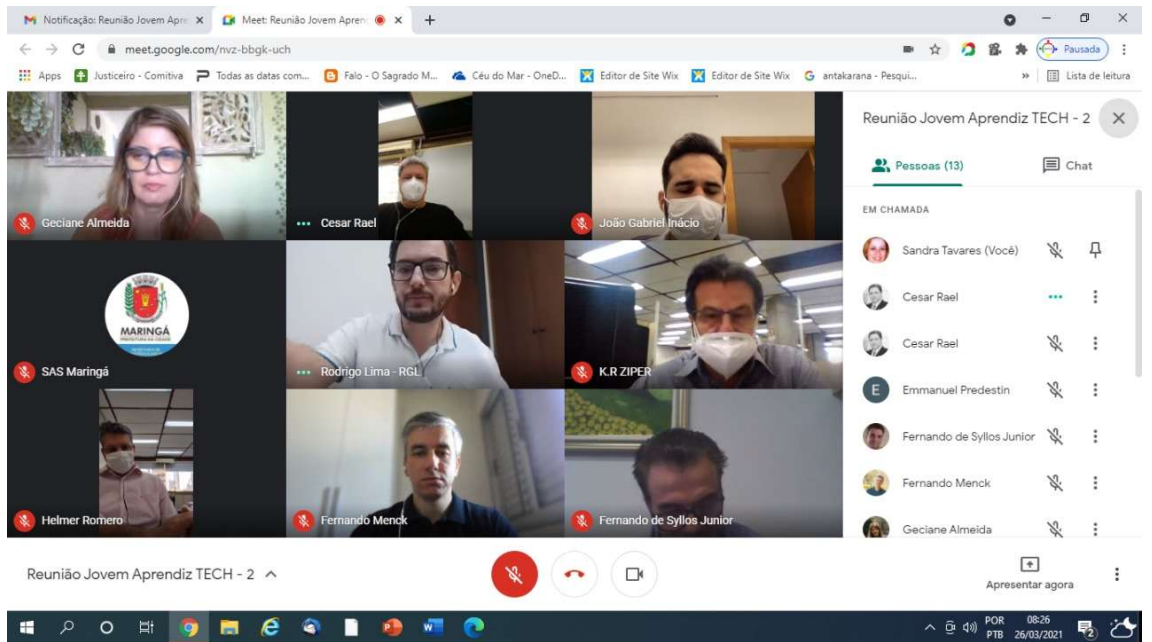 Notificação: Reunião Jovem Apre
Meet: Reunião Jovem Apren
meet.google.com/nvz-bbgk-uch
Pausada
Apps
Justiceiro - Comitiva
Todas as datas com...
Falo - O Sagrado M...
Céu do Mar - OneD...
Editor de Site Wix
Editor de Site Wix
antakarana - Pesqui...
»
Lista de leitura
Geciane Almeida
Cesar Rael
João Gabriel Inácio
MARINGÁ
SAS Maringá
Rodrigo Lima - RGL
K.R ZIPER
Helmer Romero
Fernando Menck
Fernando de Syllos Junior
Reunião Jovem Aprendiz TECH - 2
Pessoas (13)
Chat
EM CHAMADA
Sandra Tavares (Você)
Cesar Rael
Cesar Rael
E
Emmanuel Predestin
Fernando de Syllos Junior
Fernando Menck
Geciane Almeida
Reunião Jovem Aprendiz TECH - 2
Apresentar agora
POR
PTB
08:26
26/03/2021
2